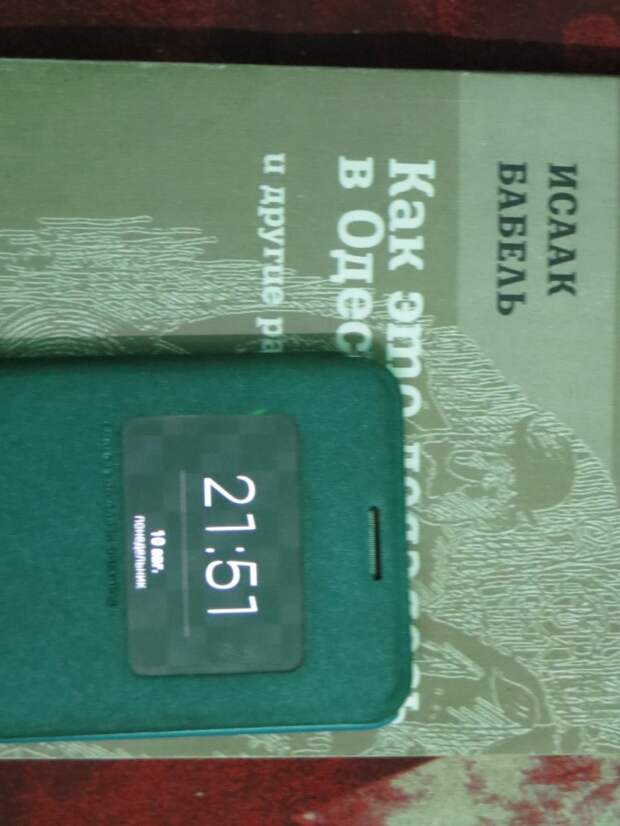 ИСААК
БАБЕЛЬ
Как это
в Одес
и другие ра
21:51
10 авг.
понедельник